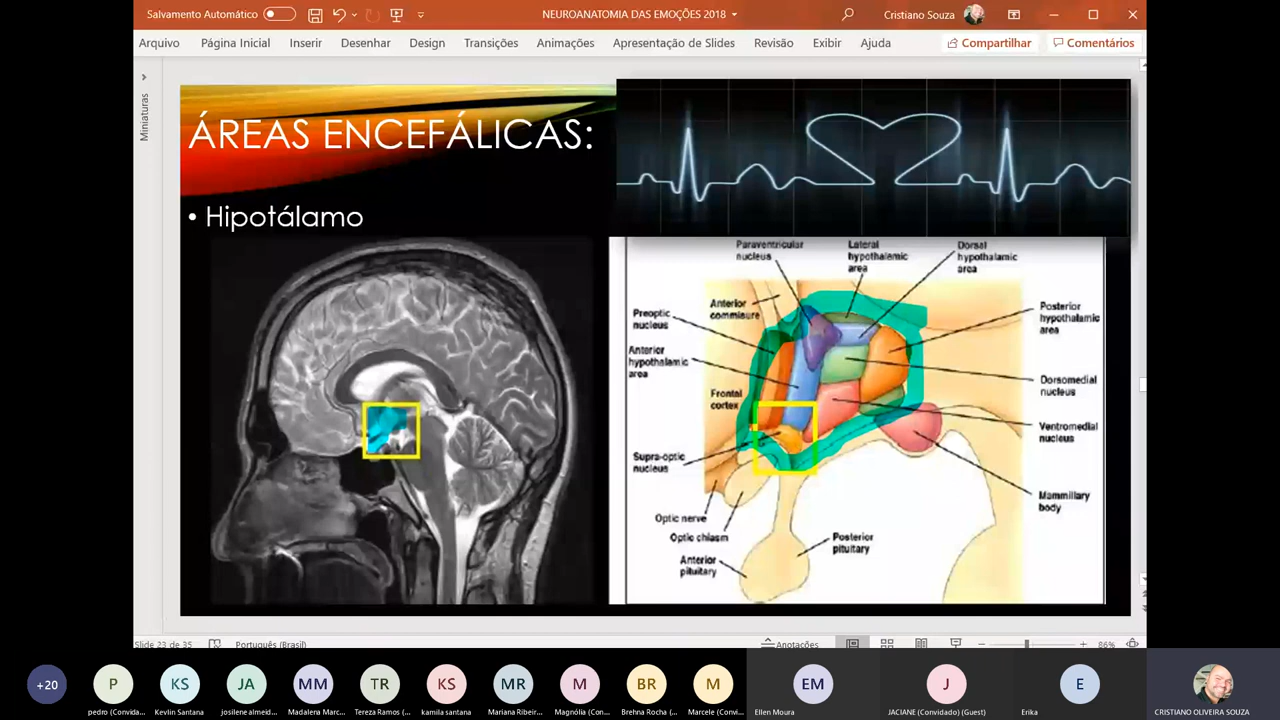 Salvamento Automático
NEUROANATOMIA DAS EMOÇÕES 2018
Cristiano Souza
Arquivo
Página Inicial
Inserir
Desenhar
Design
Transições
Animações
Apresentação de Slides
Revisão
Exibir
Ajuda
Compartilhar
Comentários
Miniaturas
ÁREAS ENCEFÁLICAS:
• Hipotálamo
Paraventricular
nucleus
Lateral
hypothalemic
area
Dorsal
hypothalamic
area
Anterior
commisure
Preoptic
nucleus
Posterior
hypothalamic
area
Anterior
hypothalamic
area
Dorsomedial
nucleus
Frontal
cortex
Ventromedial
nucleus
Supra-optic
nucleus
Mammillary
body
Optic nerve
Optic chiasm
Posterior
pituitary
Anterior
pituitary
Slide 23 de 35
Português (Brasil)
Anotações
86%
+20
P
KS
JA
MM
TR
KS
MR
M
BR
M
EM
J
E
pedro (Convida...
Kevlin Santana
josilene almeid...
Madalena Marc...
Tereza Ramos (...
kamila santana
Mariana Ribeir...
Magnólia (Con...
Brehna Rocha (...
Marcele (Convi...
Ellen Moura
JACIANE (Convidado) (Guest)
Erika
CRISTIANO OLIVEIRA SOUZA